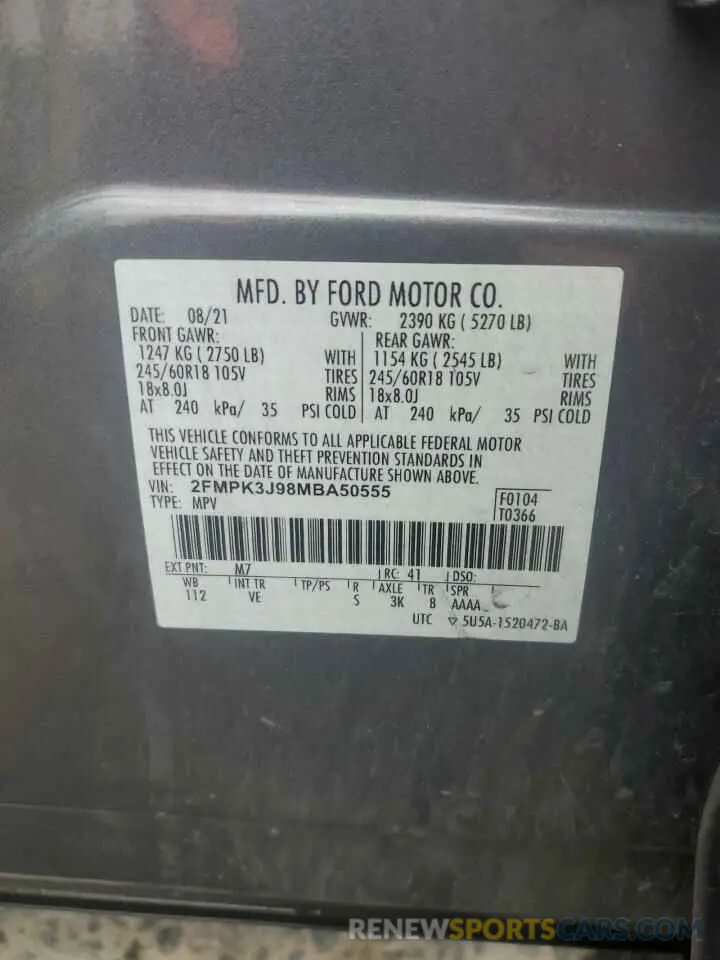 MFD. BY FORD MOTOR CO.
DATE: 08/21 GVWR: 2390 KG ( 5270 LB)
FRONT GAWR: REAR GAWR:
1247 KG ( 2750 LB) WITH 1154 KG ( 2545 LB) WITH
245/60R18 105V TIRES 245/60R18 105V TIRES
18x8.0J RIMS 18x8.0J RIMS
AT 240 kPa/ 35 PSI COLD AT 240 kPa/ 35 PSI COLD
THIS VEHICLE CONFORMS TO ALL APPLICABLE FEDERAL MOTOR
VEHICLE SAFETY AND THEFT PREVENTION STANDARDS IN
EFFECT ON THE DATE OF MANUFACTURE SHOWN ABOVE.
VIN: 2FMPK3J98MBA50555 F0104
TYPE: MPV T0366
EXT PNT: M7 RC: 41 DSO:
WB INT TR TP/PS R AXLE TR SPR
112 VE S 3K 8 AAAA
UTC 5U5A-1520472-BA
RENEWSPORTSCARS.COM